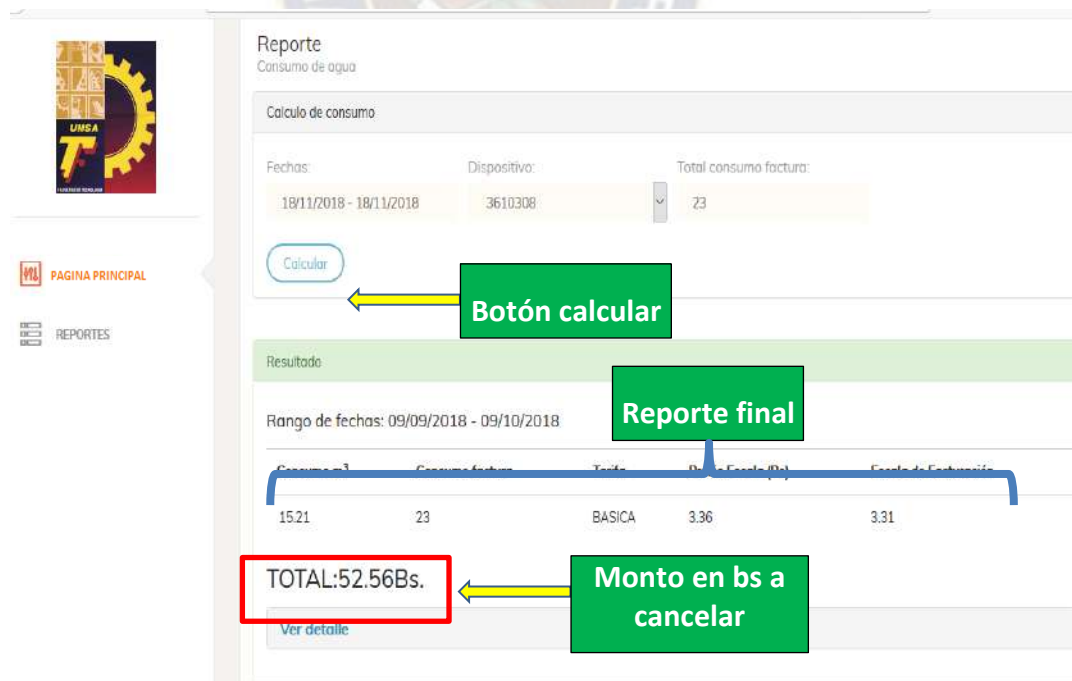 UMSA
Reporte
Consumo de agua
Calculo de consumo
Fechas: Dispositivo: Total consumo factura:
18/11/2018 - 18/11/2018 3610308 23
Calcular
PAGINA PRINCIPAL
Botón calcular
REPORTES
Resultado
Reporte final
Rango de fechas: 09/09/2018 - 09/10/2018
15.21 23 BASICA 3.36 3.31
TOTAL:52.56Bs.
Monto en bs a
cancelar
Ver detalle